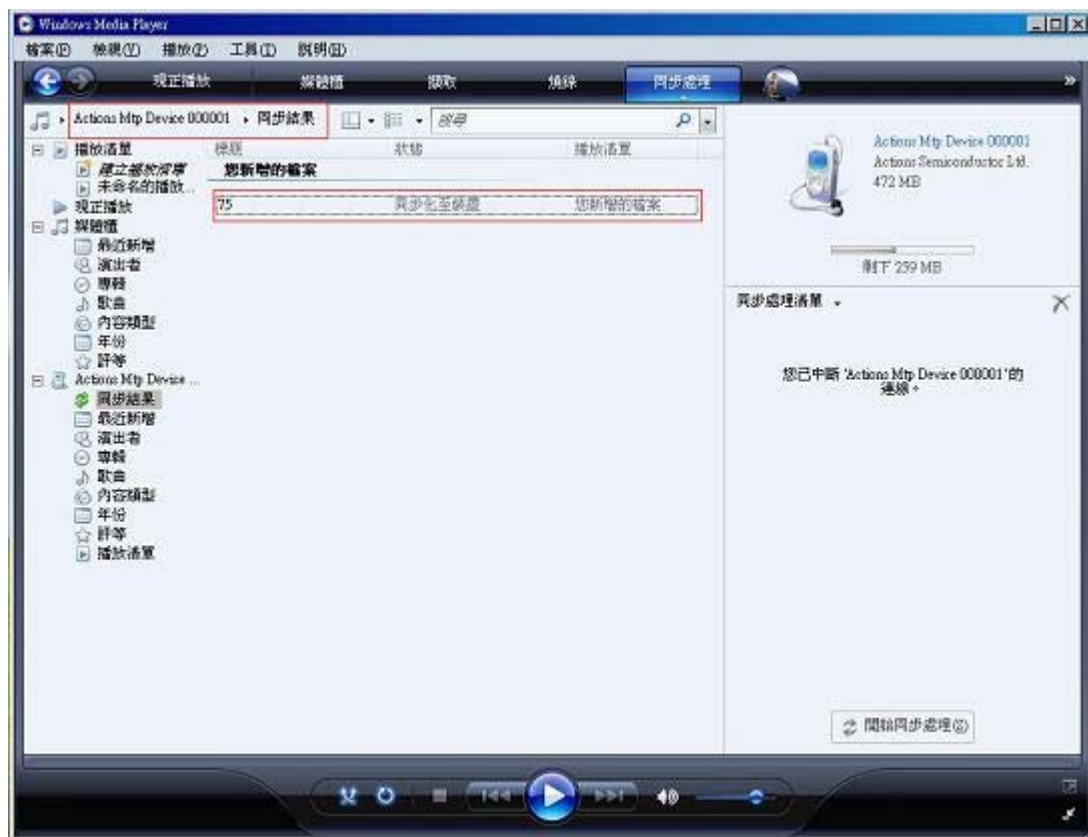 Windows Media Player
檔案(F) 檢視(V) 播放(P) 工具(T) 說明(H)
現正播放 媒體櫃 擷取 燒錄 同步處理
Actions Mtp Device 000001 同步結果 搜尋
播放清單
建立播放清單
未命名的播放...
現正播放
媒體櫃
最近新增
演出者
專輯
歌曲
內容類型
年份
評等
Actions Mtp Device ...
同步結果
最近新增
演出者
專輯
歌曲
內容類型
年份
評等
播放清單
標題 狀態 播放清單
您新增的檔案
75 同步化至裝置 您新增的檔案
Actions Mtp Device 000001
Actions Semiconductor Ltd.
472 MB
剩下 239 MB
同步處理清單
您已中斷 'Actions Mtp Device 000001'的
連線。
開始同步處理(S)